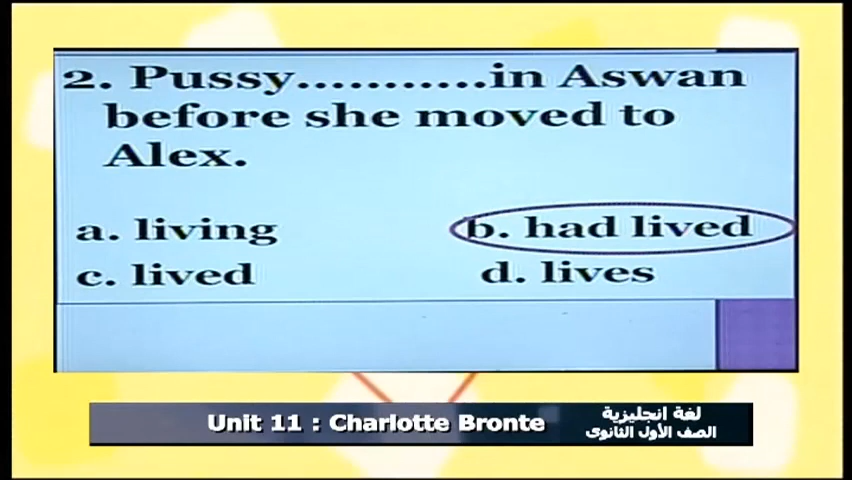 2. Pussy...........in Aswan
before she moved to
Alex.
a. living
b. had lived
c. lived
d. lives
Unit 11 : Charlotte Bronte
لغة انجليزية
الصف الأول الثانوى